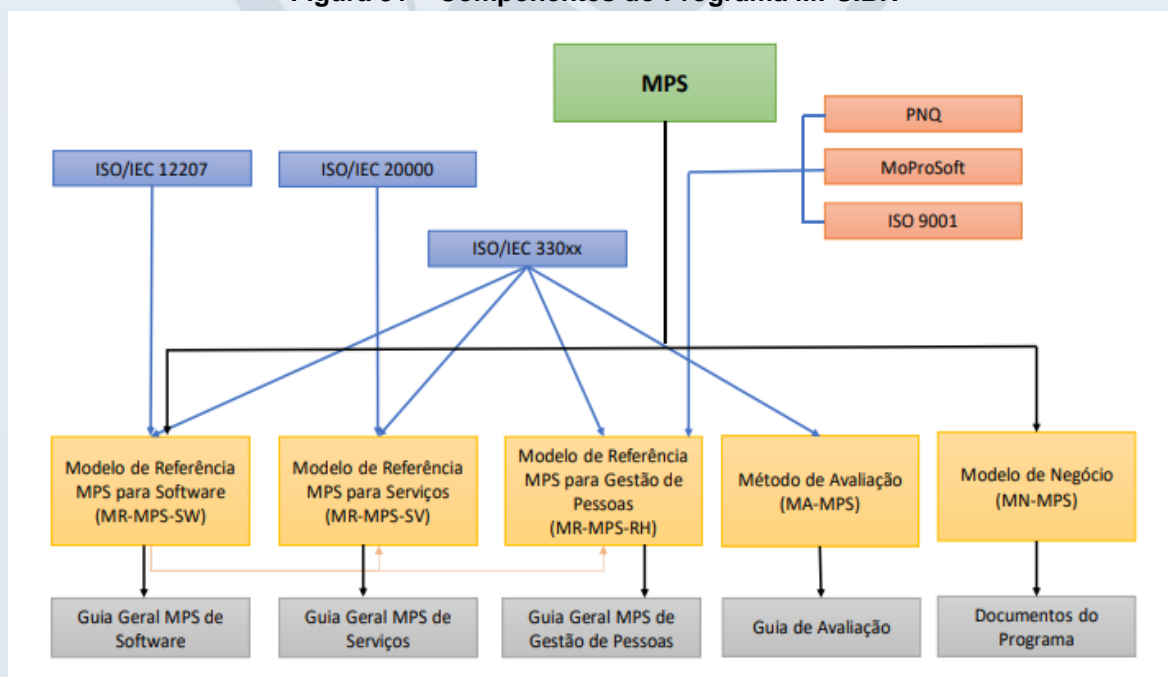 MPS
PNQ
MoProSoft
ISO 9001
ISO/IEC 12207
ISO/IEC 20000
ISO/IEC 330xx
Modelo de Referência
MPS para Software
(MR-MPS-SW)
Modelo de Referência
MPS para Serviços
(MR-MPS-SV)
Modelo de Referência
MPS para Gestão de
Pessoas
(MR-MPS-RH)
Método de Avaliação
(MA-MPS)
Modelo de Negócio
(MN-MPS)
Guia Geral MPS de
Software
Guia Geral MPS de
Serviços
Guia Geral MPS de
Gestão de Pessoas
Guia de Avaliação
Documentos do
Programa